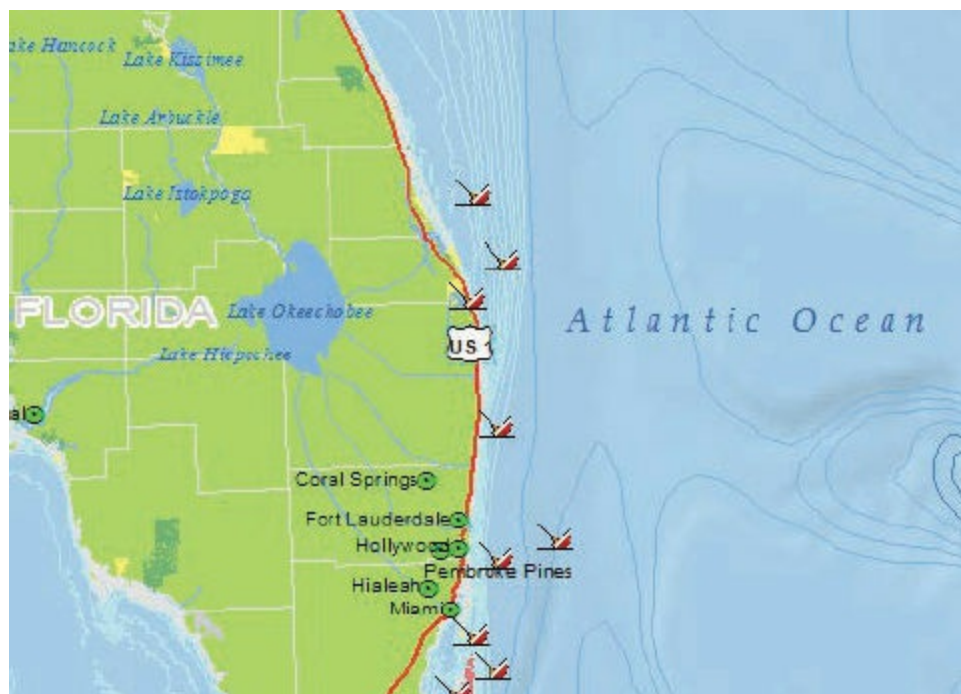 ake Hancock
Lake Kissimee
Lake Arbuckle
Lake Istokpoga
FLORIDA
Lake Okeechobee
Atlantic Ocean
US 1
Lake Hicpochee
al
Coral Springs
Fort Lauderdale
Hollywood
Pembroke Pines
Hialeah
Miami